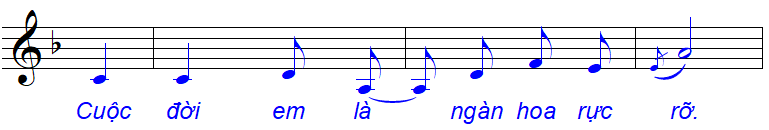 Cuộc đời em là ngàn hoa rực rỡ.